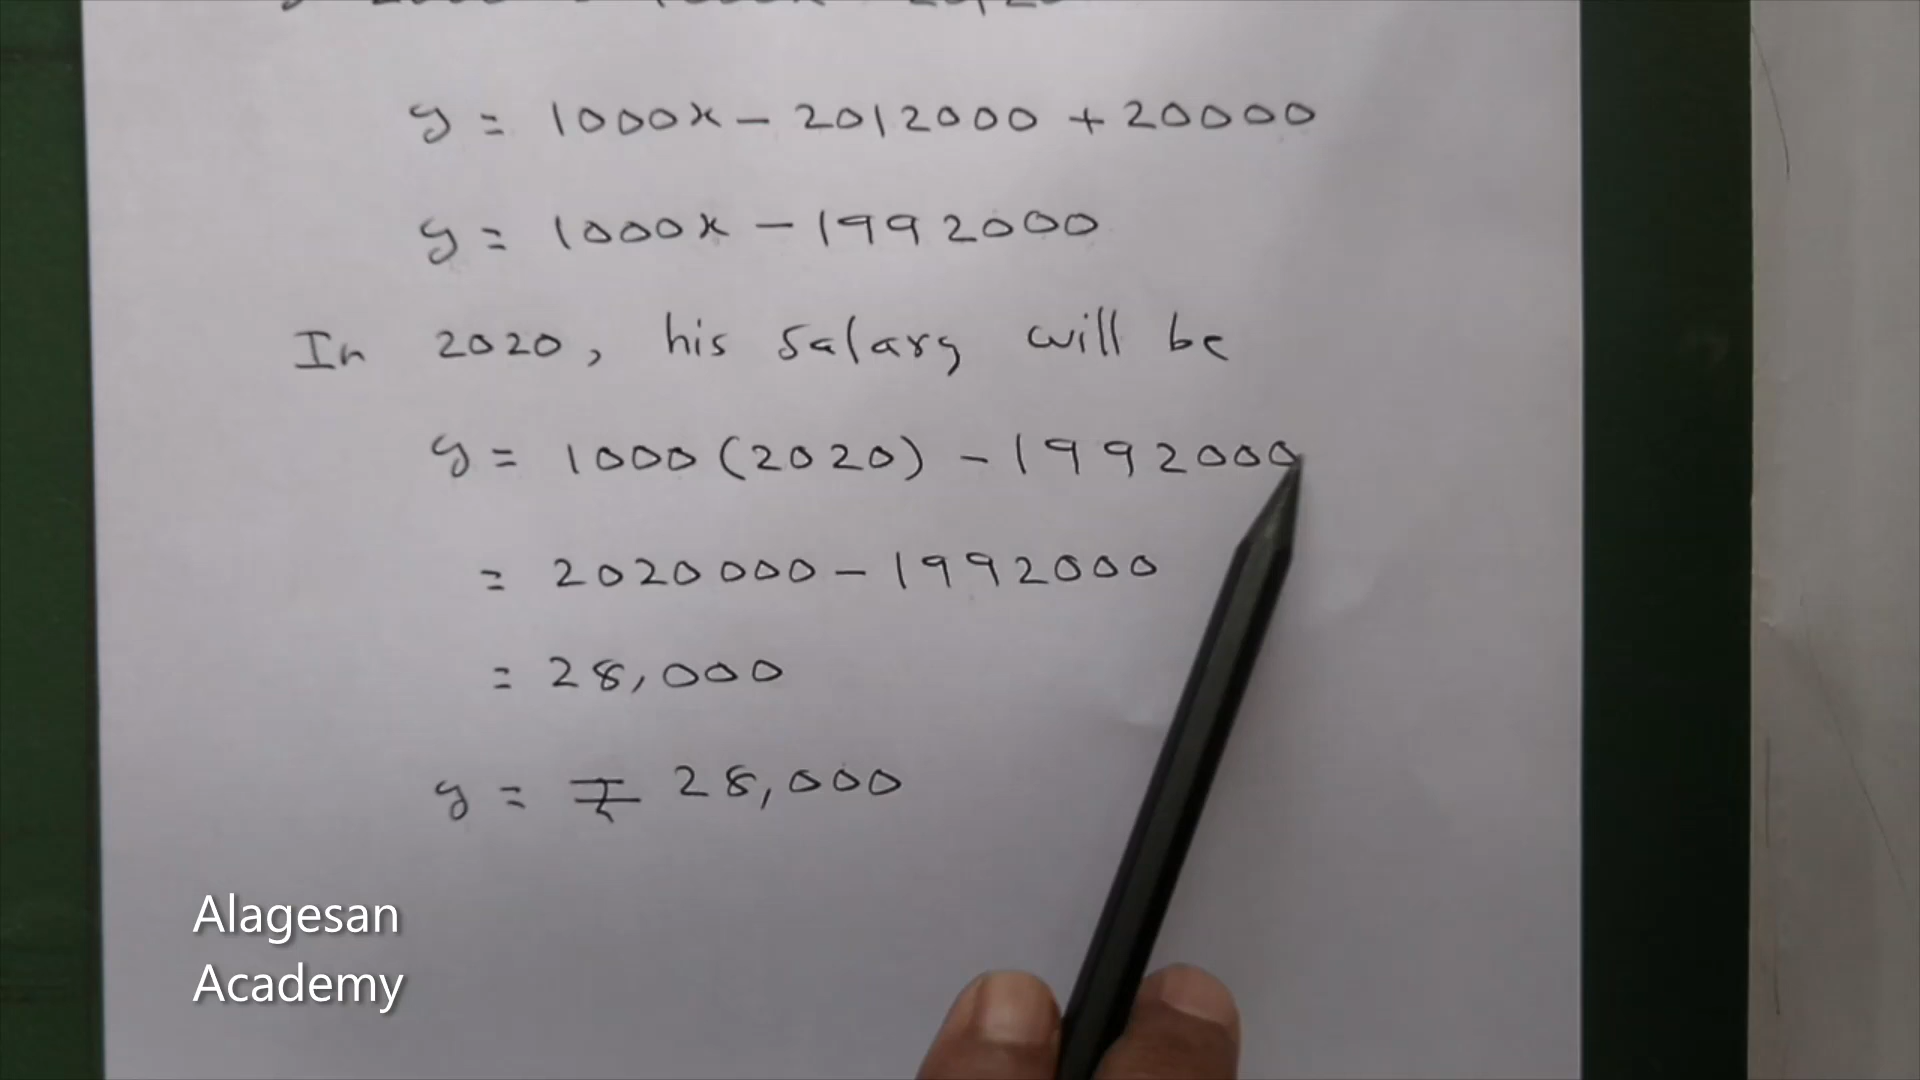 y = 1000x - 2012000 + 20000
y = 1000x - 1992000
In 2020, his salary will be
y = 1000 (2020) - 1992000
= 2020000 - 1992000
= 28,000
y = ₹ 28,000
Alagesan
Academy